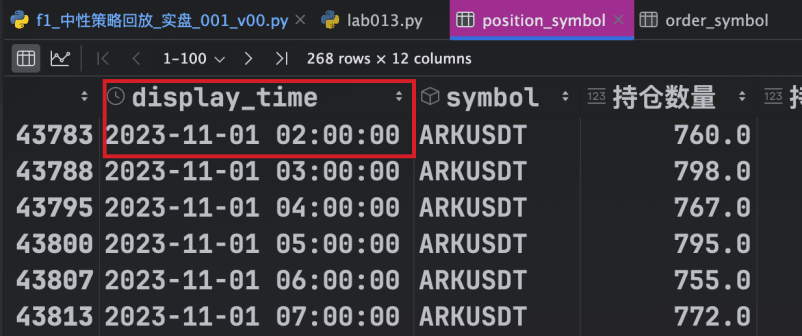 f1_中性策略回放_实盘_001_v00.py × lab013.py position_symbol × order_symbol
1-100 268 rows × 12 columns
display_time symbol 123 持仓数量 123
43783 2023-11-01 02:00:00 ARKUSDT 760.0
43788 2023-11-01 03:00:00 ARKUSDT 798.0
43795 2023-11-01 04:00:00 ARKUSDT 767.0
43800 2023-11-01 05:00:00 ARKUSDT 795.0
43807 2023-11-01 06:00:00 ARKUSDT 755.0
43813 2023-11-01 07:00:00 ARKUSDT 772.0